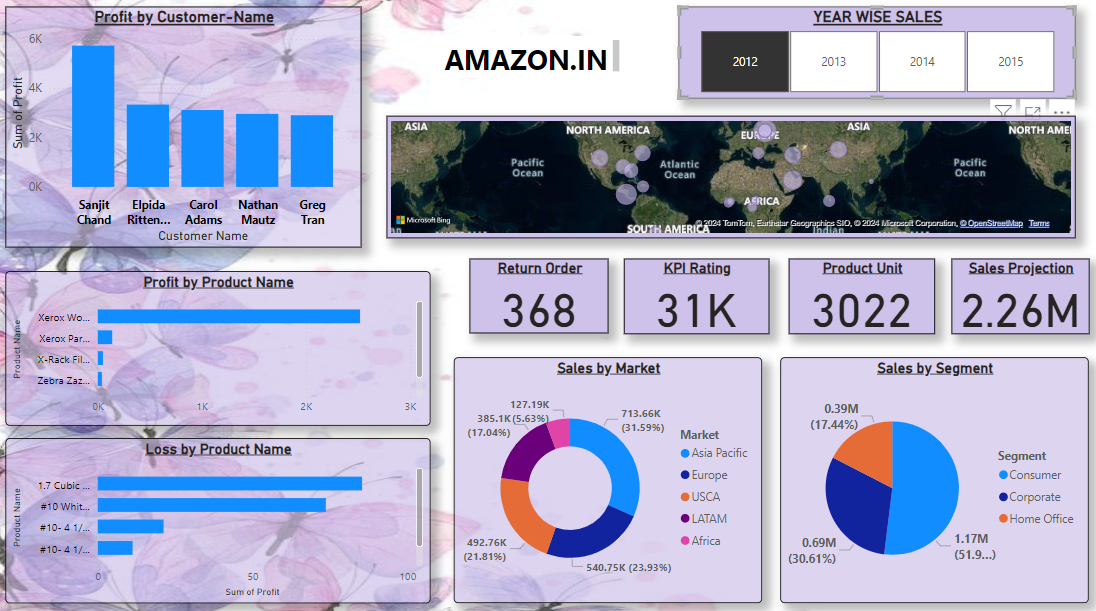 Profit by Customer-Name
6K
4K
2K
0K
Sum of Profit
Sanjit Chand
Elpida Ritten...
Carol Adams
Nathan Mautz
Greg Tran
Customer Name
AMAZON.IN
YEAR WISE SALES
2012
2013
2014
2015
ASIA
NORTH AMERICA
EUROPE
ASIA
NORTH AME
Pacific Ocean
Atlantic Ocean
Pacific Ocean
AFRICA
SOUTH AMERICA
Indian
Microsoft Bing
© 2024 TomTom, Earthstar Geographics SIO, © 2024 Microsoft Corporation, © OpenStreetMap Terms
Profit by Product Name
Product Name
Xerox Wo...
Xerox Par...
X-Rack Fil...
Zebra Zaz...
0K
1K
2K
3K
Return Order
368
KPI Rating
31K
Product Unit
3022
Sales Projection
2.26M
Loss by Product Name
Product Name
1.7 Cubic ...
#10 Whit...
#10- 4 1/...
#10- 4 1/...
0
50
100
Sum of Profit
Sales by Market
127.19K
(5.63%)
385.1K
(17.04%)
713.66K
(31.59%)
492.76K
(21.81%)
540.75K (23.93%)
Market
Asia Pacific
Europe
USCA
LATAM
Africa
Sales by Segment
0.39M
(17.44%)
0.69M
(30.61%)
1.17M
(51.9...)
Segment
Consumer
Corporate
Home Office